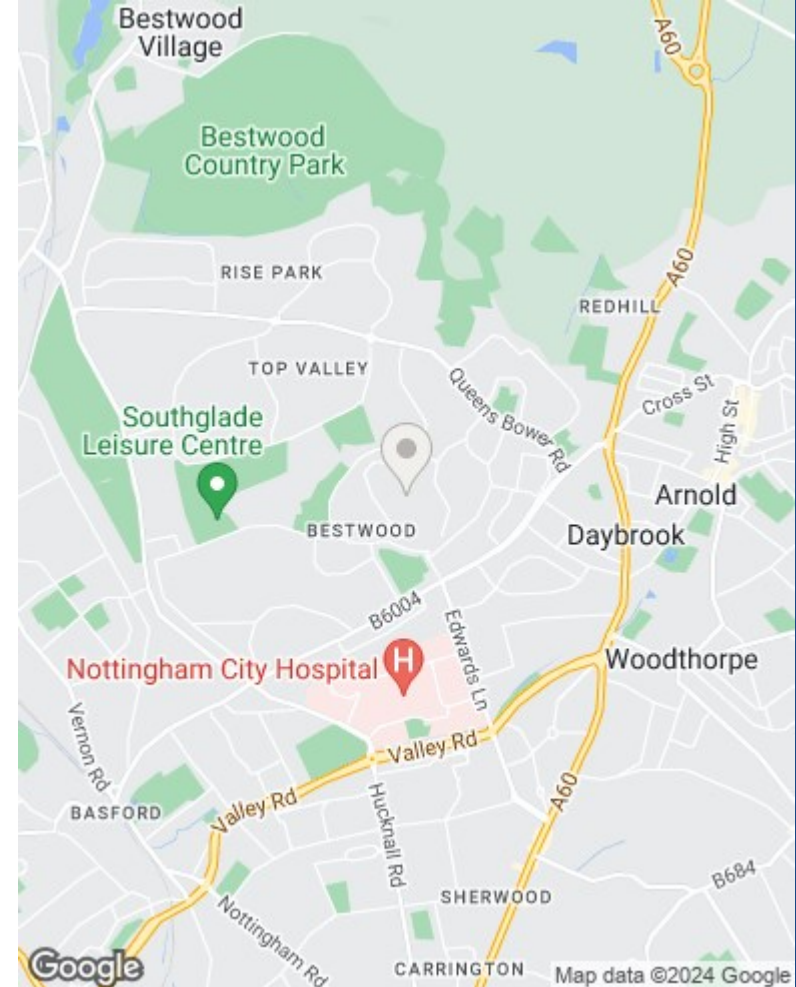 Bestwood
Village
A60
Bestwood
Country Park
A60
RISE PARK
REDHILL
TOP VALLEY
Queens Bower Rd
Cross St
High St
Southglade
Leisure Centre
Arnold
BESTWOOD
Daybrook
B6004
Edwards Ln
Nottingham City Hospital
H
Woodthorpe
Vernon Rd
Valley Rd
BASFORD
Valley Rd
Hucknall Rd
A60
B684
SHERWOOD
Nottingham Rd
CARRINGTON
Google
Map data ©2024 Google